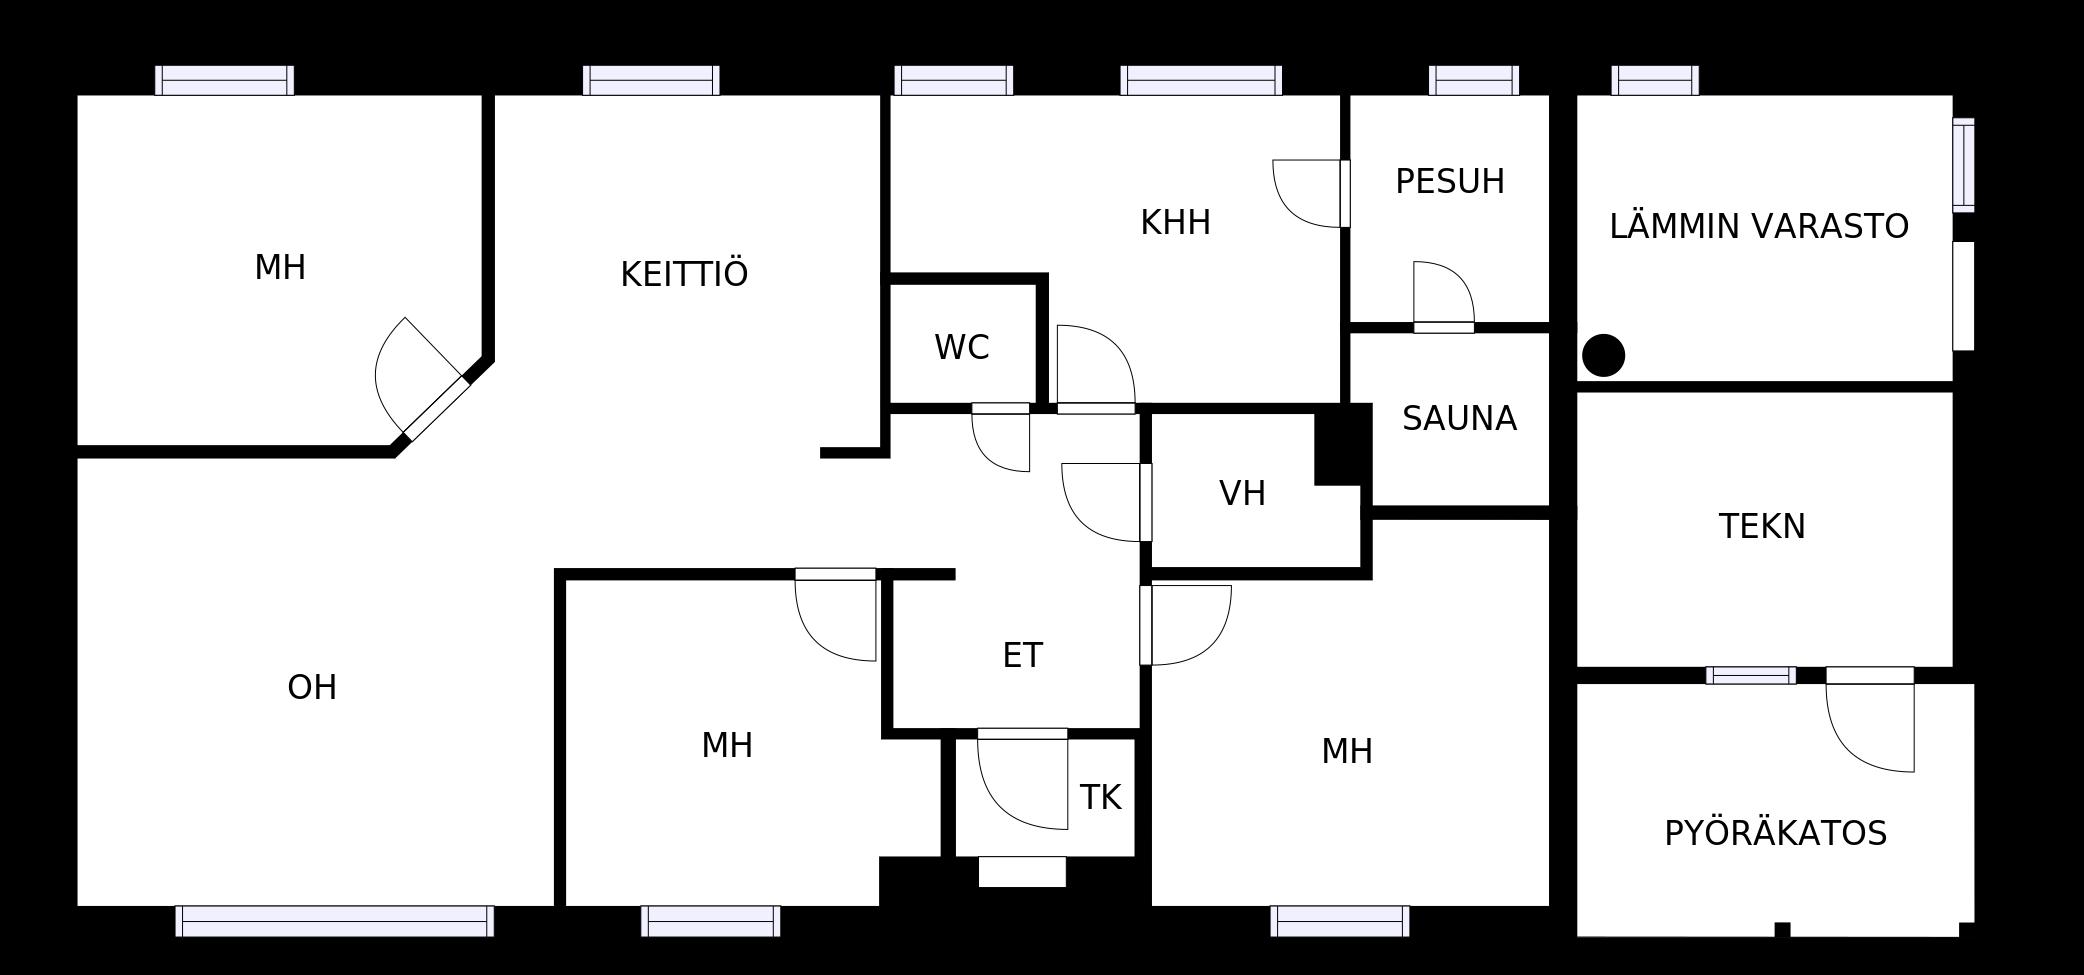 MH
KEITTIÖ
KHH
PESUH
LÄMMIN VARASTO
WC
SAUNA
VH
TEKN
OH
MH
ET
TK
MH
PYÖRÄKATOS